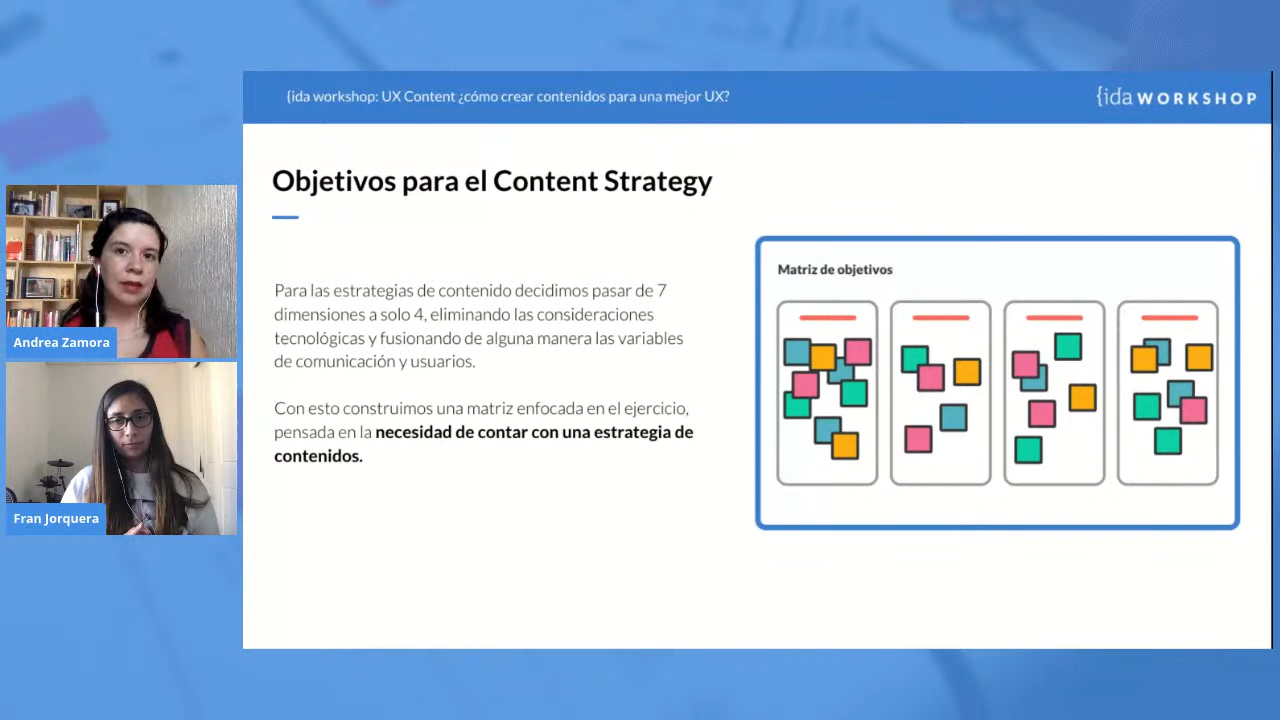 {ida workshop: UX Content ¿cómo crear contenidos para una mejor UX?
{ida WORKSHOP
Objetivos para el Content Strategy
Para las estrategias de contenido decidimos pasar de 7
dimensiones a solo 4, eliminando las consideraciones
tecnológicas y fusionando de alguna manera las variables
de comunicación y usuarios.
Con esto construimos una matriz enfocada en el ejercicio,
pensada en la necesidad de contar con una estrategia de
contenidos.
Matriz de objetivos
Andrea Zamora
Fran Jorquera